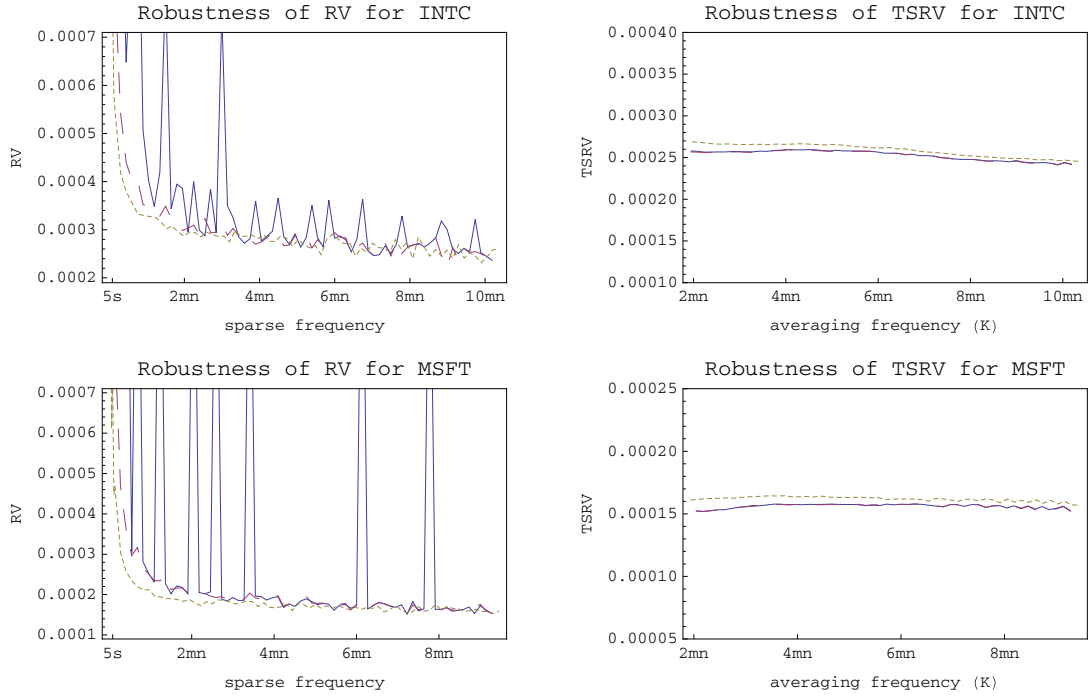 Robustness of RV for INTC
0.0007
0.0006
0.0005
0.0004
0.0003
0.0002
RV
5s 2mn 4mn 6mn 8mn 10mn
sparse frequency
Robustness of TSRV for INTC
0.00040
0.00030
0.00025
0.00020
0.00010
TSRV
2mn 4mn 6mn 8mn 10mn
averaging frequency (K)
Robustness of RV for MSFT
0.0007
0.0006
0.0005
0.0004
0.0003
0.0002
0.0001
RV
5s 2mn 4mn 6mn 8mn
sparse frequency
Robustness of TSRV for MSFT
0.00025
0.00020
0.00015
0.00010
0.00005
TSRV
2mn 4mn 6mn 8mn
averaging frequency (K)